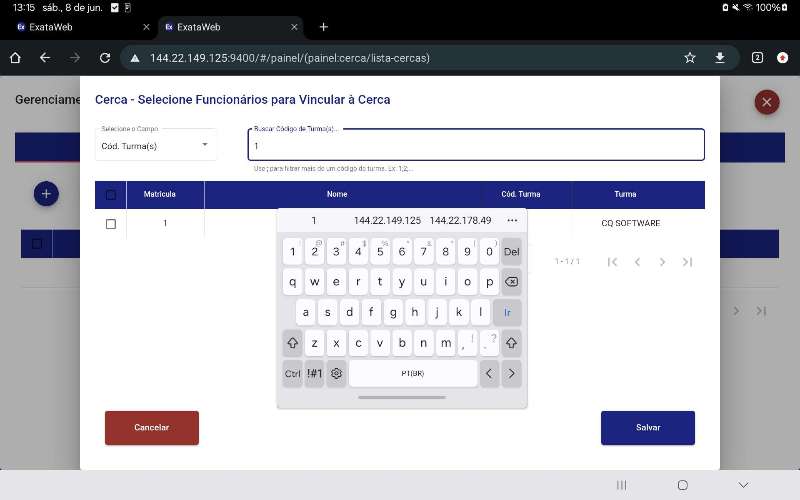 13:15 sáb., 8 de jun.
100%
ExataWeb
ExataWeb
144.22.149.125:9400/#/painel/(painel:cerca/lista-cercas)
2
Gerenciame
Cerca - Selecione Funcionários para Vincular à Cerca
Selecione o Campo
Cód. Turma(s)
Buscar Código de Turma(s)...
1
Use ; para filtrar mais de um código de turma. Ex: 1;2;...
Matrícula Nome Cód. Turma Turma
1 CQ SOFTWARE
1 - 1 / 1
1 144.22.149.125 144.22.178.49 ...
1 2 3 4 5 6 7 8 9 0 Del
q w e r t y u i o p
a s d f g h j k l Ir
z x c v b n m , ! . ?
Ctrl !#1 PT(BR)
Cancelar
Salvar